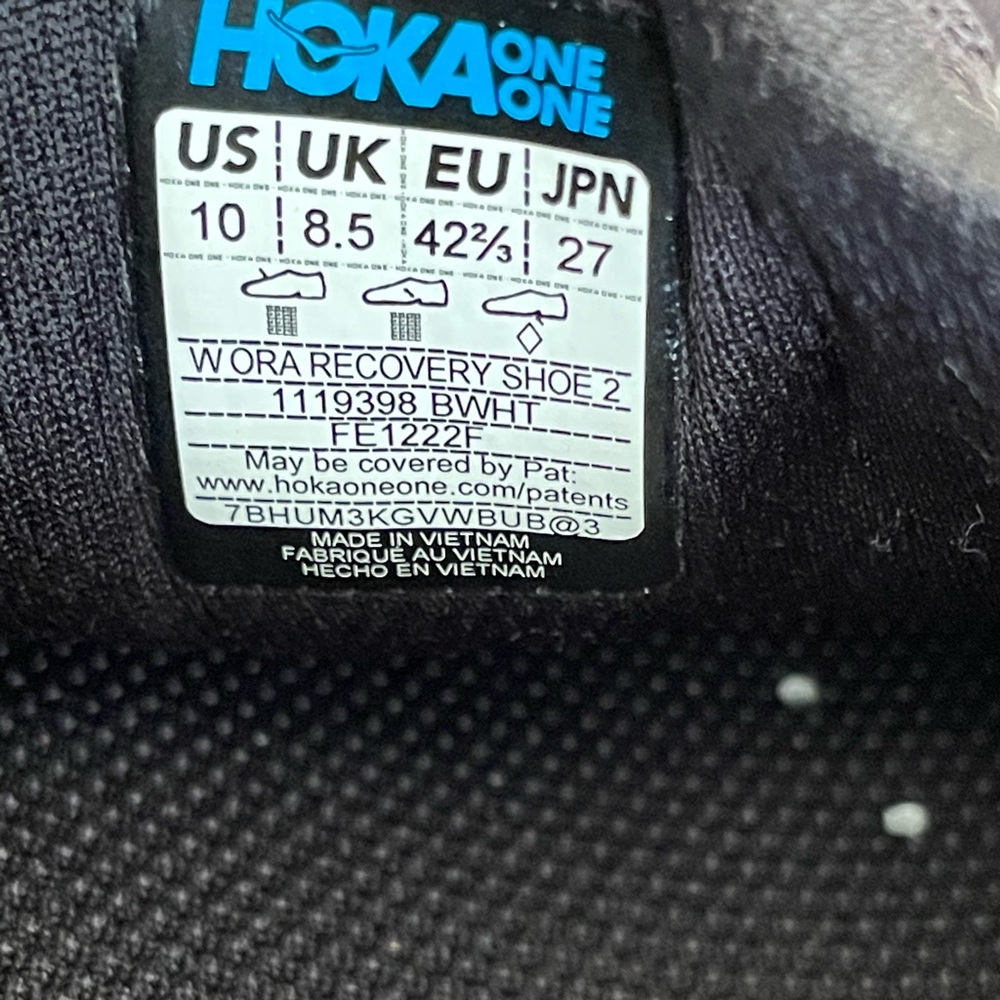 HOKA ONE ONE
US UK EU JPN
10 8.5 42⅔ 27
W ORA RECOVERY SHOE 2
1119398 BWHT
FE1222F
May be covered by Pat:
www.hokaoneone.com/patents
7BHUM3KGVWBUB@3
MADE IN VIETNAM
FABRIQUÉ AU VIETNAM
HECHO EN VIETNAM